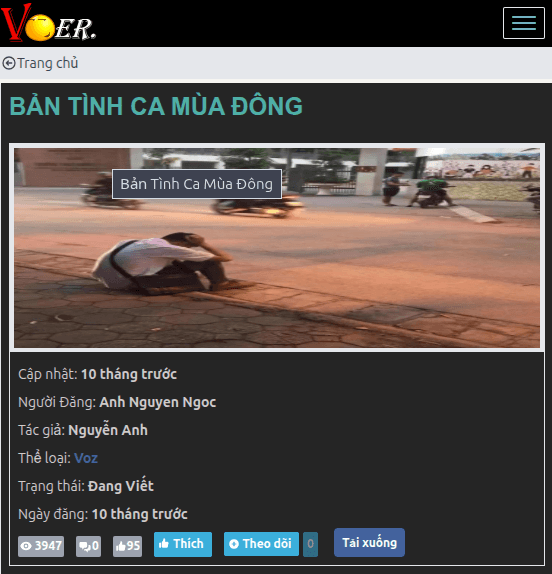 VOER.
Trang chủ
BẢN TÌNH CA MÙA ĐÔNG
Bản Tình Ca Mùa Đông
Cập nhật: 10 tháng trước
Người Đăng: Anh Nguyen Ngoc
Tác giả: Nguyễn Anh
Thể loại: Voz
Trạng thái: Đang Viết
Ngày đăng: 10 tháng trước
3947 0 95 Thích Theo dõi 0 Tải xuống